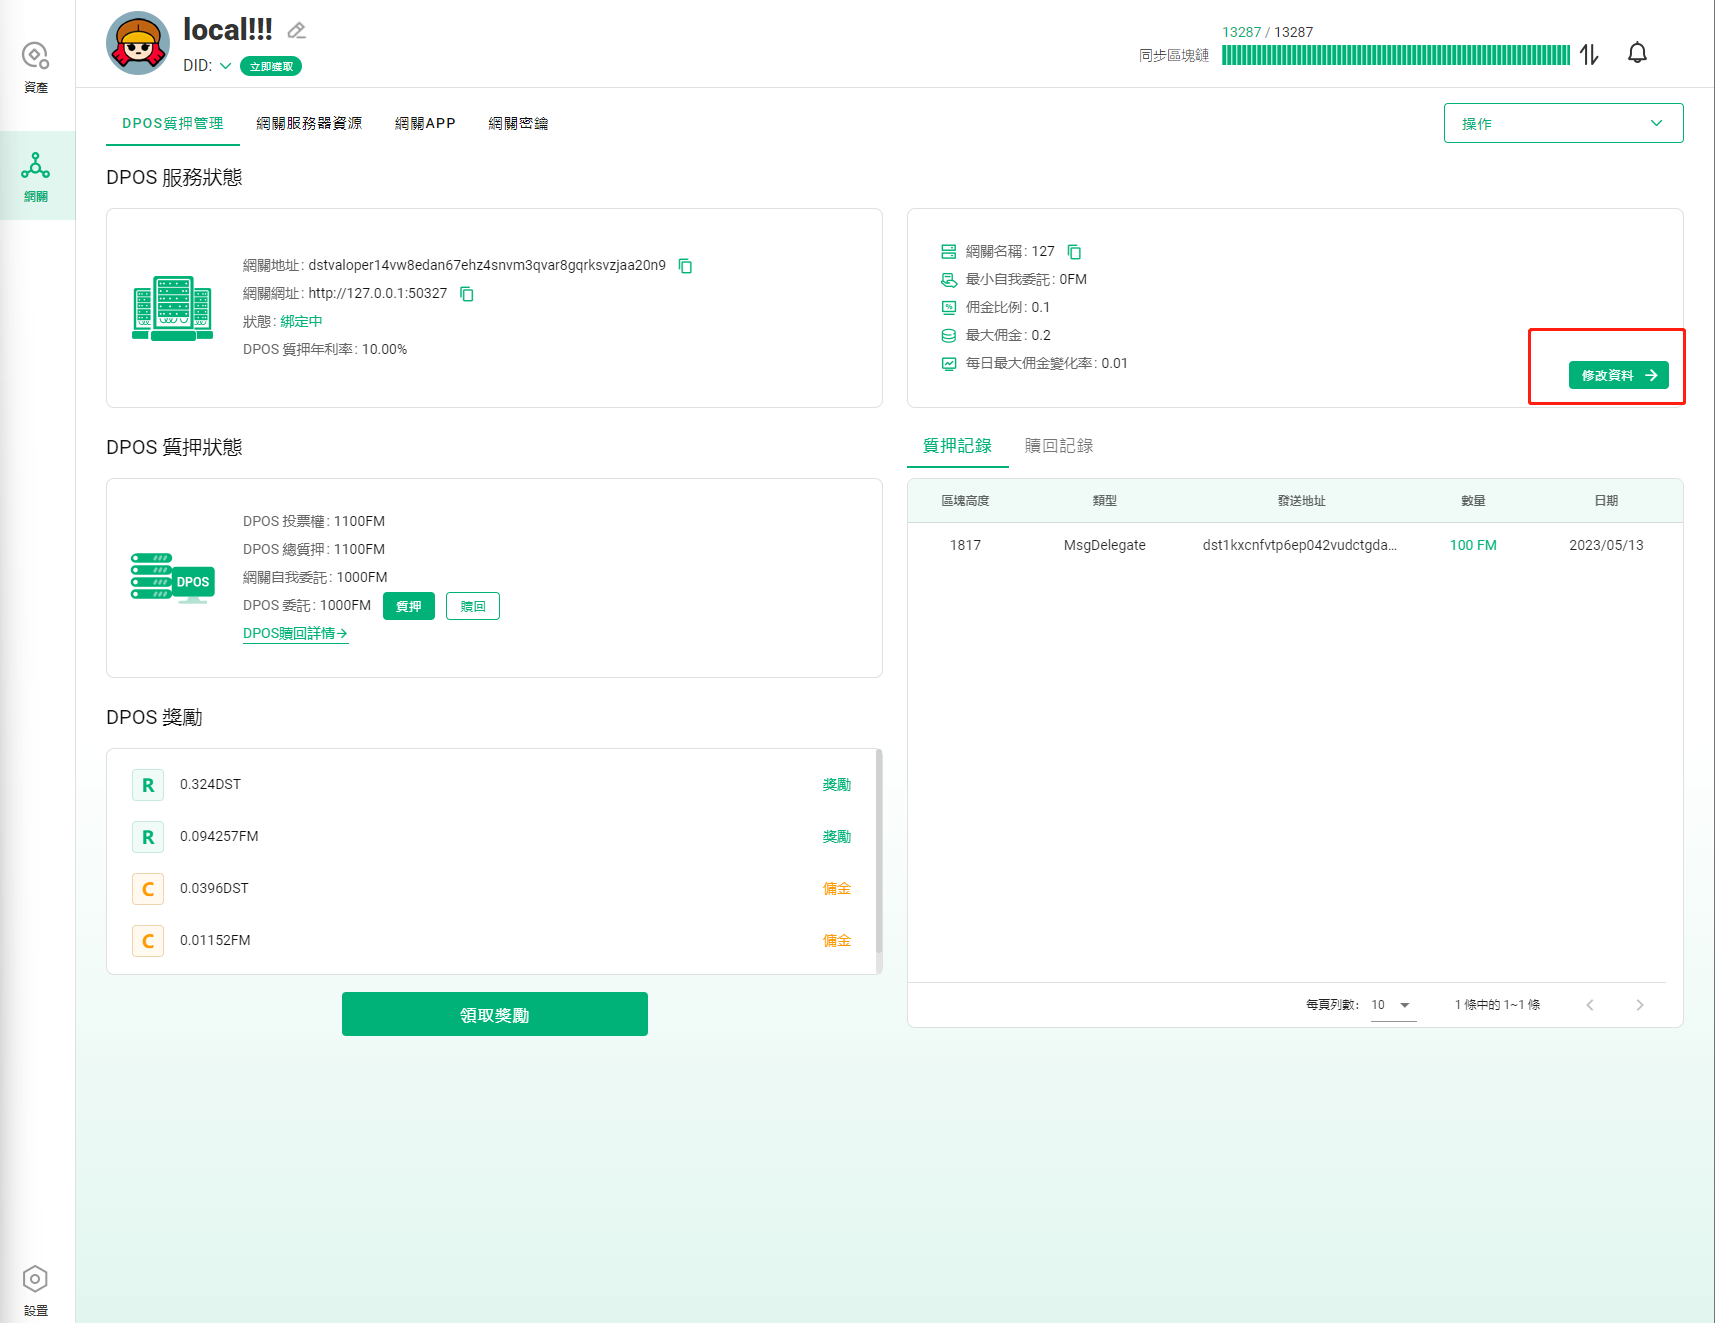 資產
網關
設置
local!!!
DID:
立即獲取
同步區塊鏈
13287 / 13287
DPOS質押管理
網關服務器資源
網關APP
網關密鑰
操作
DPOS 服務狀態
網關地址: dstvaloper14vw8edan67ehz4snvm3qvar8gqrksvzjaa20n9
網關網址: http://127.0.0.1:50327
狀態: 綁定中
DPOS 質押年利率: 10.00%
網關名稱: 127
最小自我委託: 0FM
佣金比例: 0.1
最大佣金: 0.2
每日最大佣金變化率: 0.01
修改資料
DPOS 質押狀態
DPOS 投票權: 1100FM
DPOS 總質押: 1100FM
網關自我委託: 1000FM
DPOS 委託: 1000FM
質押
贖回
DPOS贖回詳情
DPOS
DPOS 獎勵
R 0.324DST 獎勵
R 0.094257FM 獎勵
C 0.0396DST 傭金
C 0.01152FM 傭金
領取獎勵
質押記錄
贖回記錄
區塊高度 類型 發送地址 數量 日期
1817 MsgDelegate dst1kxcnfvtp6ep042vudctgda... 100 FM 2023/05/13
每頁列數: 10
1 條中的 1~1 條